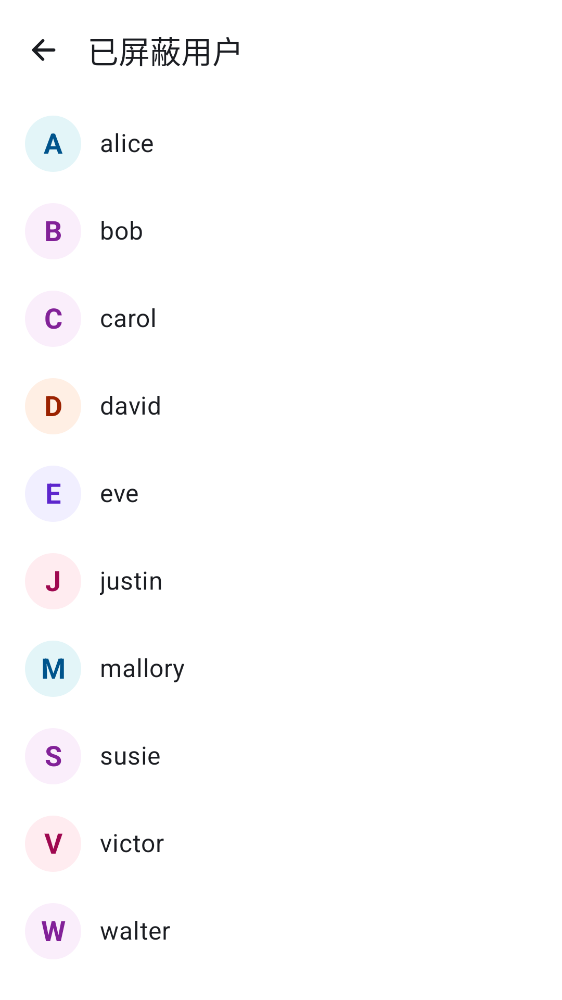 已屏蔽用户
A alice
B bob
C carol
D david
E eve
J justin
M mallory
S susie
V victor
W walter